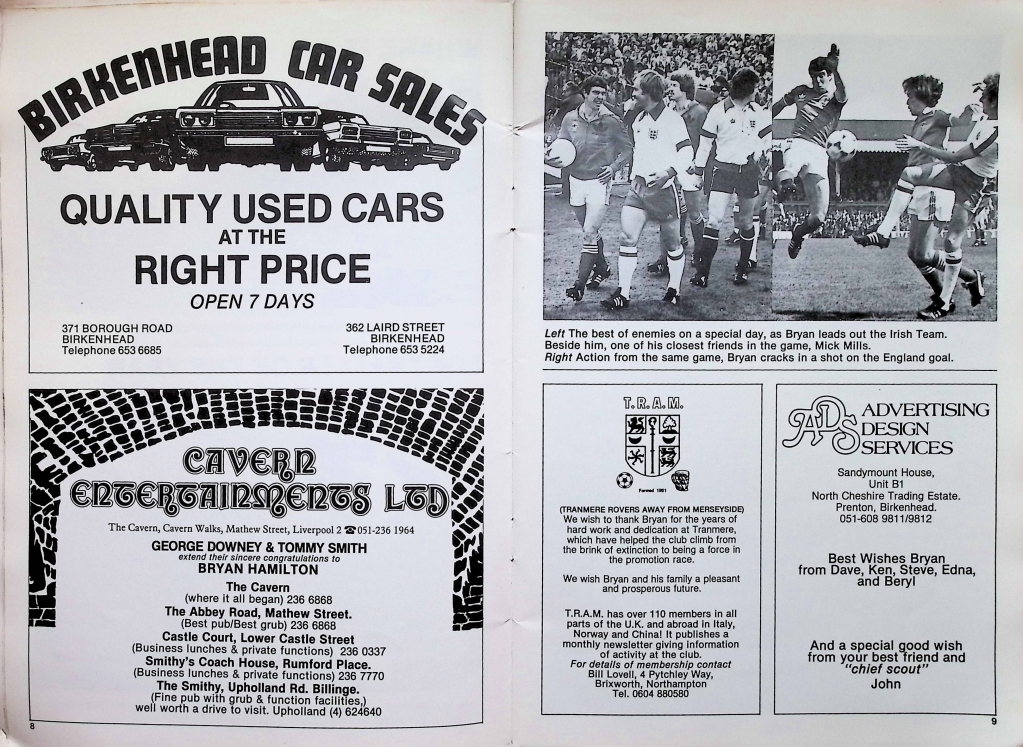 BIRKENHEAD CAR SALES
QUALITY USED CARS
AT THE
RIGHT PRICE
OPEN 7 DAYS
371 BOROUGH ROAD
BIRKENHEAD
Telephone 653 6685
362 LAIRD STREET
BIRKENHEAD
Telephone 653 5224
CAVERN
ENTERTAINMENTS LTD
The Cavern, Cavern Walks, Mathew Street, Liverpool 2 ☎051-236 1964
GEORGE DOWNEY & TOMMY SMITH
extend their sincere congratulations to
BRYAN HAMILTON
The Cavern
(where it all began) 236 6868
The Abbey Road, Mathew Street.
(Best pub/Best grub) 236 6868
Castle Court, Lower Castle Street
(Business lunches & private functions) 236 0337
Smithy's Coach House, Rumford Place.
(Business lunches & private functions) 236 7770
The Smithy, Upholland Rd. Billinge.
(Fine pub with grub & function facilities,)
well worth a drive to visit. Upholland (4) 624640
8
Left The best of enemies on a special day, as Bryan leads out the Irish Team.
Beside him, one of his closest friends in the game, Mick Mills.
Right Action from the same game, Bryan cracks in a shot on the England goal.
T.R.A.M.
Formed 1981
(TRANMERE ROVERS AWAY FROM MERSEYSIDE)
We wish to thank Bryan for the years of
hard work and dedication at Tranmere,
which have helped the club climb from
the brink of extinction to being a force in
the promotion race.
We wish Bryan and his family a pleasant
and prosperous future.
T.R.A.M. has over 110 members in all
parts of the U.K. and abroad in Italy,
Norway and China! It publishes a
monthly newsletter giving information
of activity at the club.
For details of membership contact
Bill Lovell, 4 Pytchley Way,
Brixworth, Northampton
Tel. 0604 880580
ADS ADVERTISING
DESIGN
SERVICES
Sandymount House,
Unit B1
North Cheshire Trading Estate.
Prenton, Birkenhead.
051-608 9811/9812
Best Wishes Bryan
from Dave, Ken, Steve, Edna,
and Beryl
And a special good wish
from your best friend and
"chief scout"
John
9